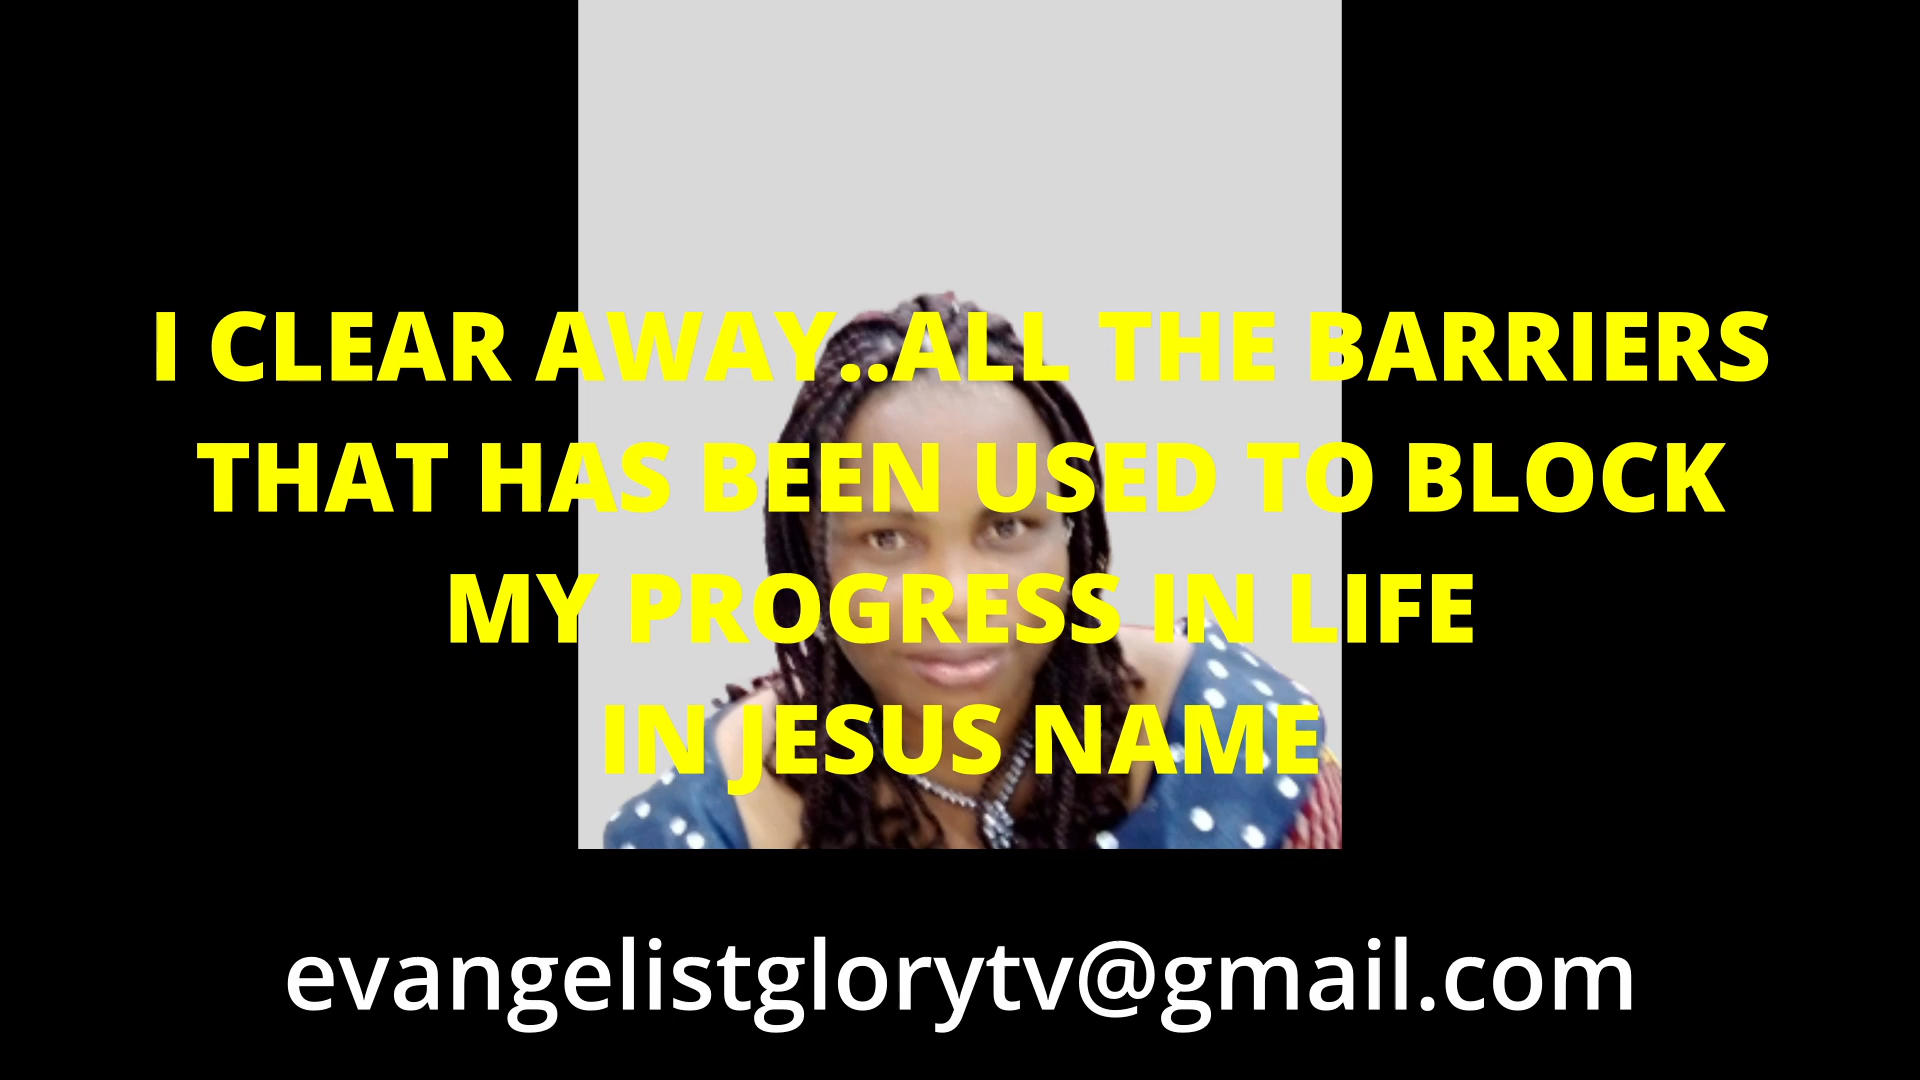 I CLEAR AWAY..ALL THE BARRIERS
THAT HAS BEEN USED TO BLOCK
MY PROGRESS IN LIFE
IN JESUS NAME
evangelistglorytv@gmail.com